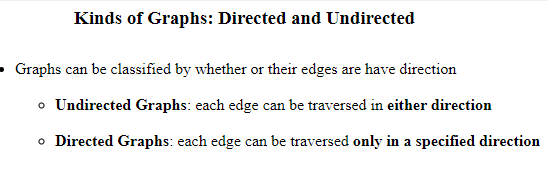 Kinds of Graphs: Directed and Undirected
• Graphs can be classified by whether or their edges are have direction
○ Undirected Graphs: each edge can be traversed in either direction
○ Directed Graphs: each edge can be traversed only in a specified direction